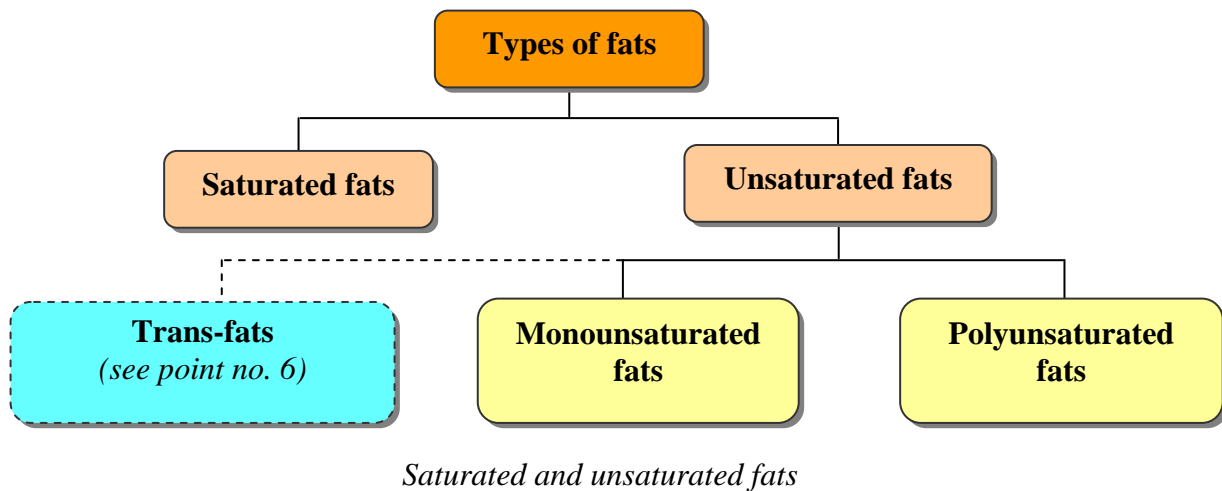 Types of fats
Saturated fats
Unsaturated fats
Trans-fats
(see point no. 6)
Monounsaturated
fats
Polyunsaturated
fats
Saturated and unsaturated fats